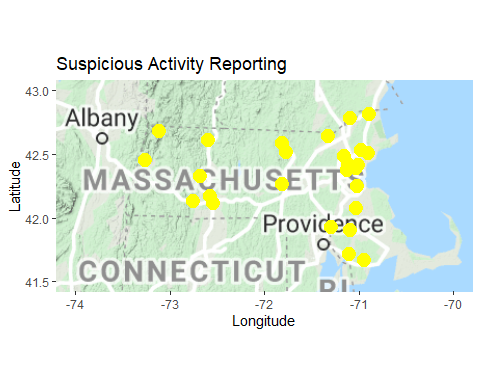 Suspicious Activity Reporting
43.0
42.5
42.0
41.5
Latitude
Albany
MASSACHUSETT
Providence
CONNECTICUT
RI
-74
-73
-72
-71
-70
Longitude